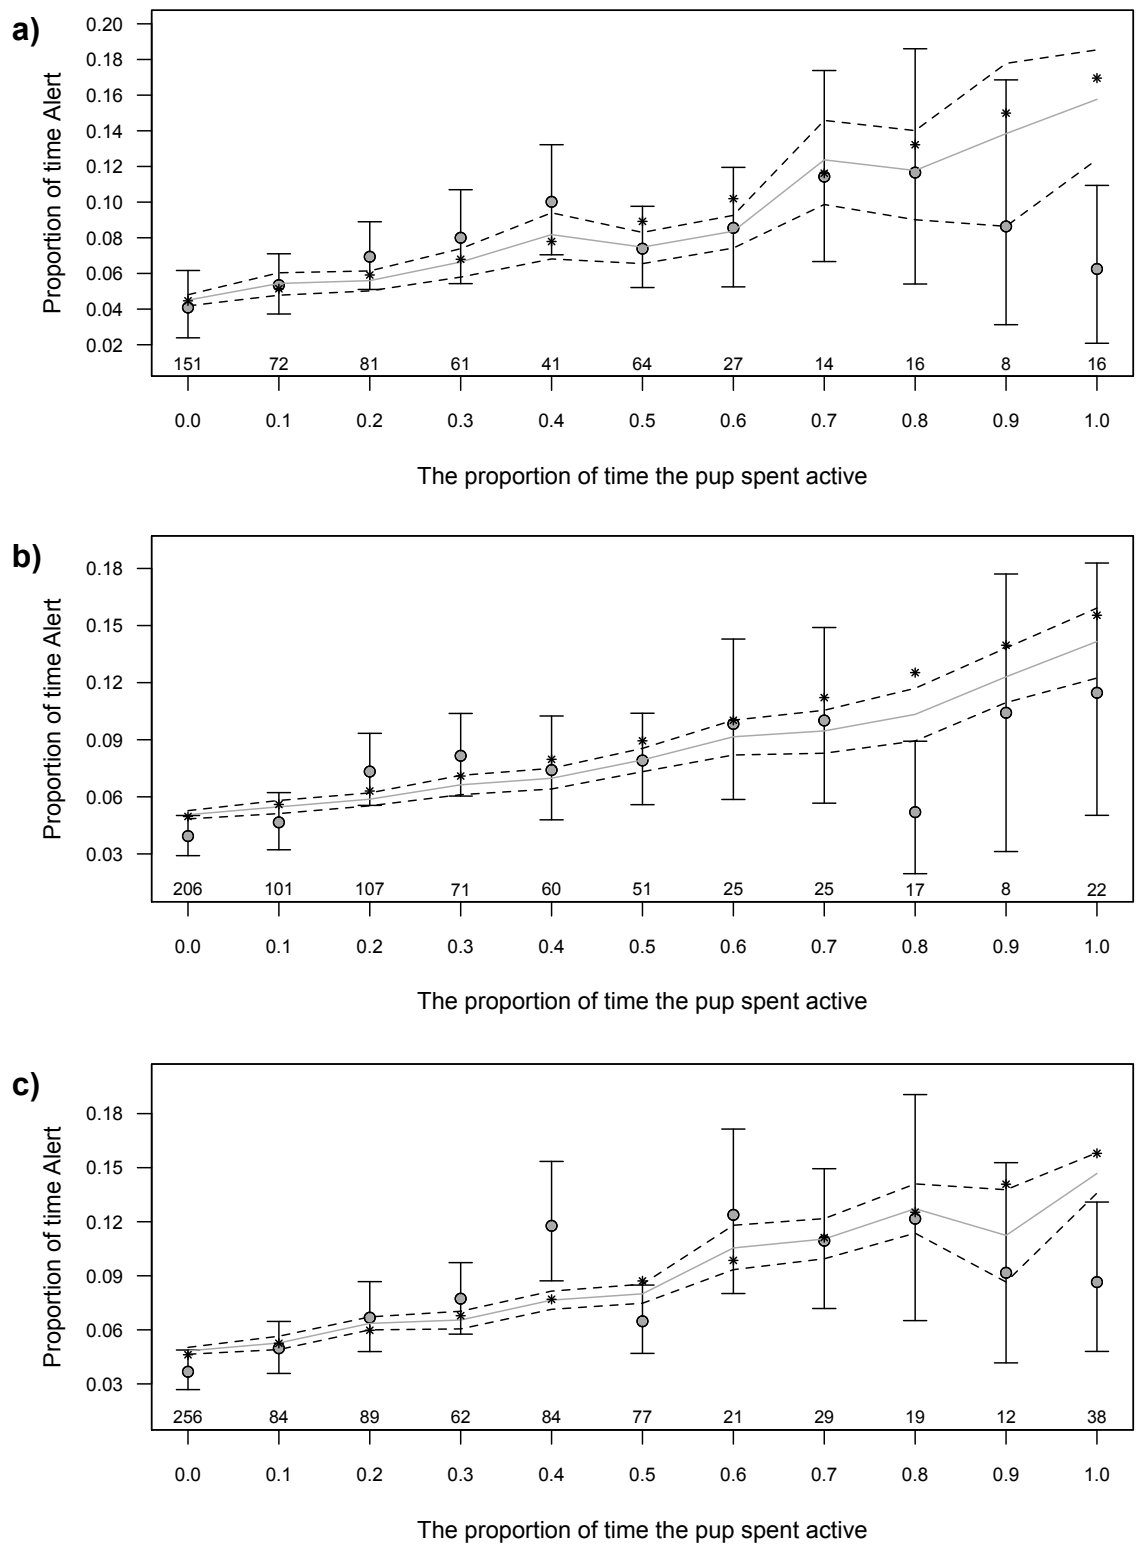 a)
Proportion of time Alert
0.20
0.18
0.16
0.14
0.12
0.10
0.08
0.06
0.04
0.02
151 72 81 61 41 64 27 14 16 8 16
0.0 0.1 0.2 0.3 0.4 0.5 0.6 0.7 0.8 0.9 1.0
The proportion of time the pup spent active
b)
Proportion of time Alert
0.18
0.15
0.12
0.09
0.06
0.03
206 101 107 71 60 51 25 25 17 8 22
0.0 0.1 0.2 0.3 0.4 0.5 0.6 0.7 0.8 0.9 1.0
The proportion of time the pup spent active
c)
Proportion of time Alert
0.18
0.15
0.12
0.09
0.06
0.03
256 84 89 62 84 77 21 29 19 12 38
0.0 0.1 0.2 0.3 0.4 0.5 0.6 0.7 0.8 0.9 1.0
The proportion of time the pup spent active